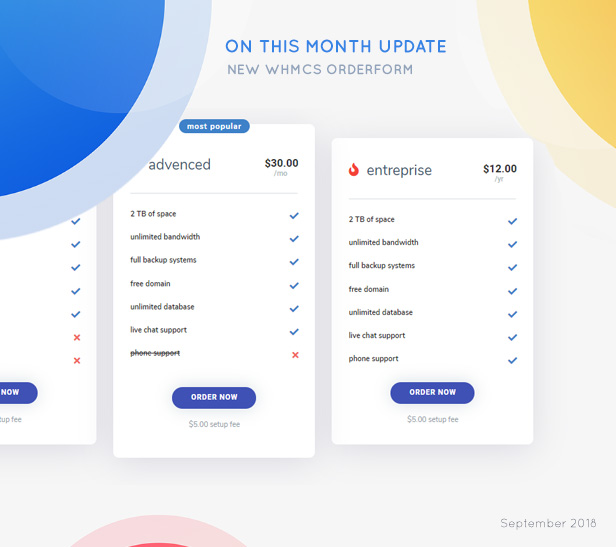 ON THIS MONTH UPDATE
NEW WHMCS ORDERFORM
NOW
setup fee
most popular
advenced
$30.00
/mo
2 TB of space
unlimited bandwidth
full backup systems
free domain
unlimited database
live chat support
phone support
ORDER NOW
$5.00 setup fee
entreprise
$12.00
/yr
2 TB of space
unlimited bandwidth
full backup systems
free domain
unlimited database
live chat support
phone support
ORDER NOW
$5.00 setup fee
September 2018